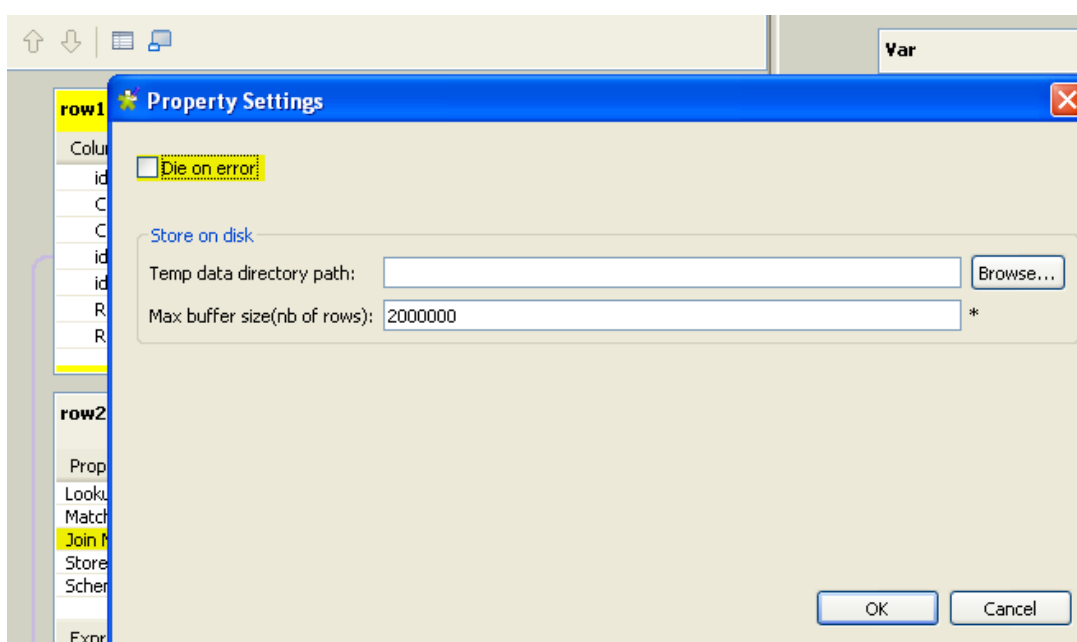 Var
row1
Property Settings
Colu
Die on error
id
C
C
Store on disk
id
Temp data directory path:
Browse...
id
R
Max buffer size(nb of rows): 2000000 *
R
row2
Prop
Looku
Match
Join M
Store
Schem
OK
Cancel
Expr